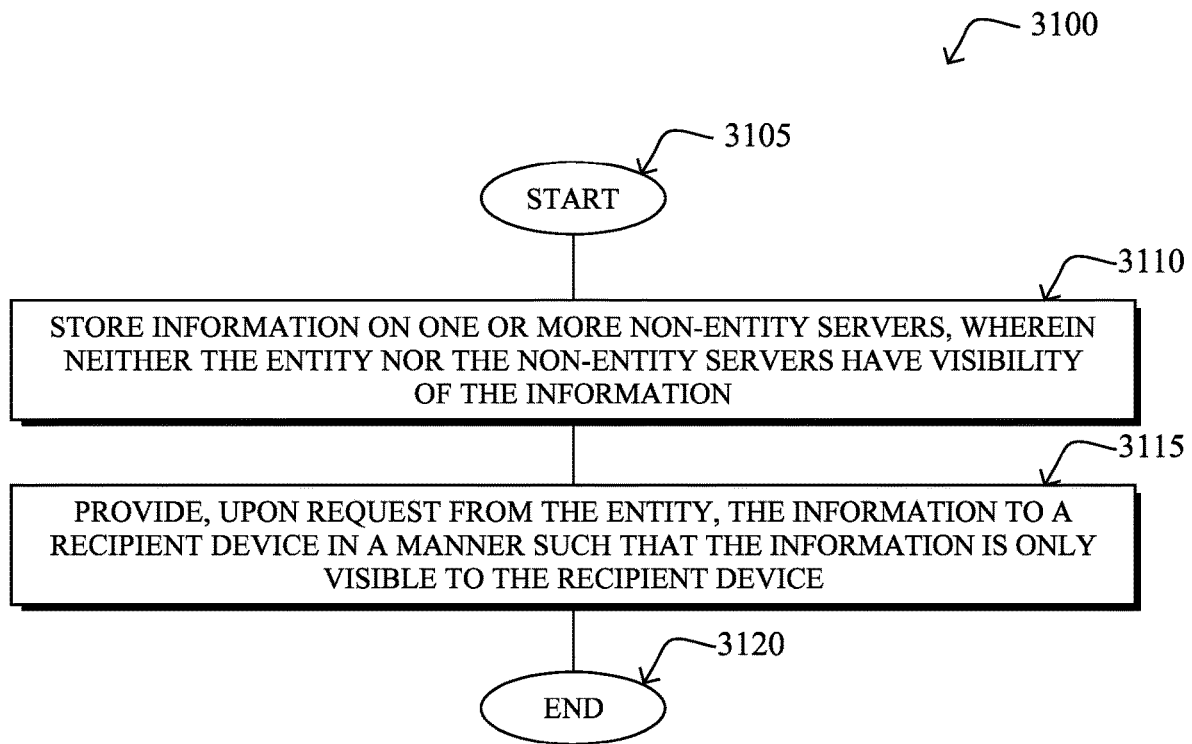 3100
3105
START
3110
STORE INFORMATION ON ONE OR MORE NON-ENTITY SERVERS, WHEREIN
NEITHER THE ENTITY NOR THE NON-ENTITY SERVERS HAVE VISIBILITY
OF THE INFORMATION
3115
PROVIDE, UPON REQUEST FROM THE ENTITY, THE INFORMATION TO A
RECIPIENT DEVICE IN A MANNER SUCH THAT THE INFORMATION IS ONLY
VISIBLE TO THE RECIPIENT DEVICE
3120
END